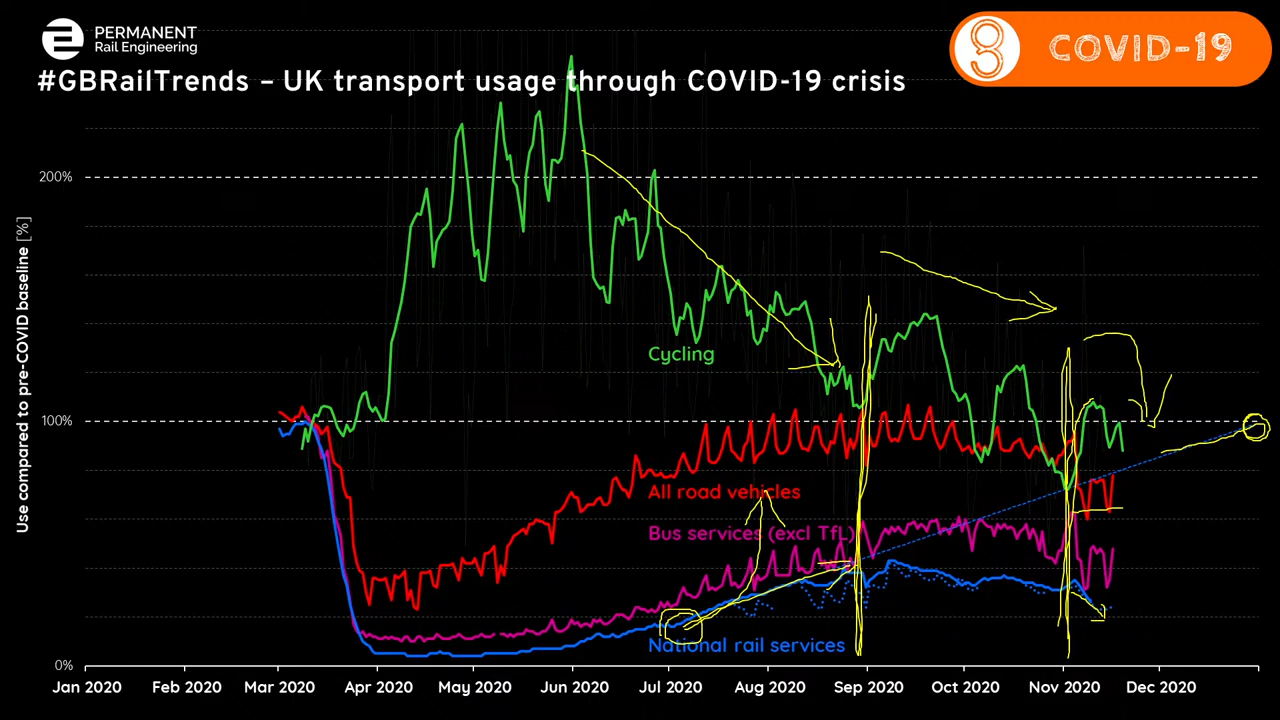 PERMANENT
Rail Engineering
COVID-19
#GBRailTrends – UK transport usage through COVID-19 crisis
Use compared to pre-COVID baseline [%]
200%
100%
0%
Cycling
All road vehicles
Bus services (excl TfL)
National rail services
Jan 2020 Feb 2020 Mar 2020 Apr 2020 May 2020 Jun 2020 Jul 2020 Aug 2020 Sep 2020 Oct 2020 Nov 2020 Dec 2020